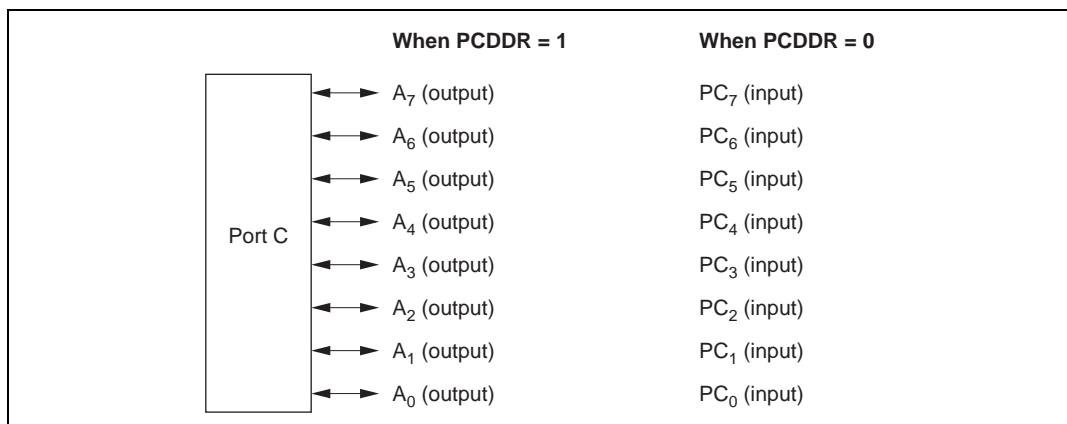 When PCDDR = 1 When PCDDR = 0
A₇ (output) PC₇ (input)
A₆ (output) PC₆ (input)
A₅ (output) PC₅ (input)
A₄ (output) PC₄ (input)
Port C
A₃ (output) PC₃ (input)
A₂ (output) PC₂ (input)
A₁ (output) PC₁ (input)
A₀ (output) PC₀ (input)